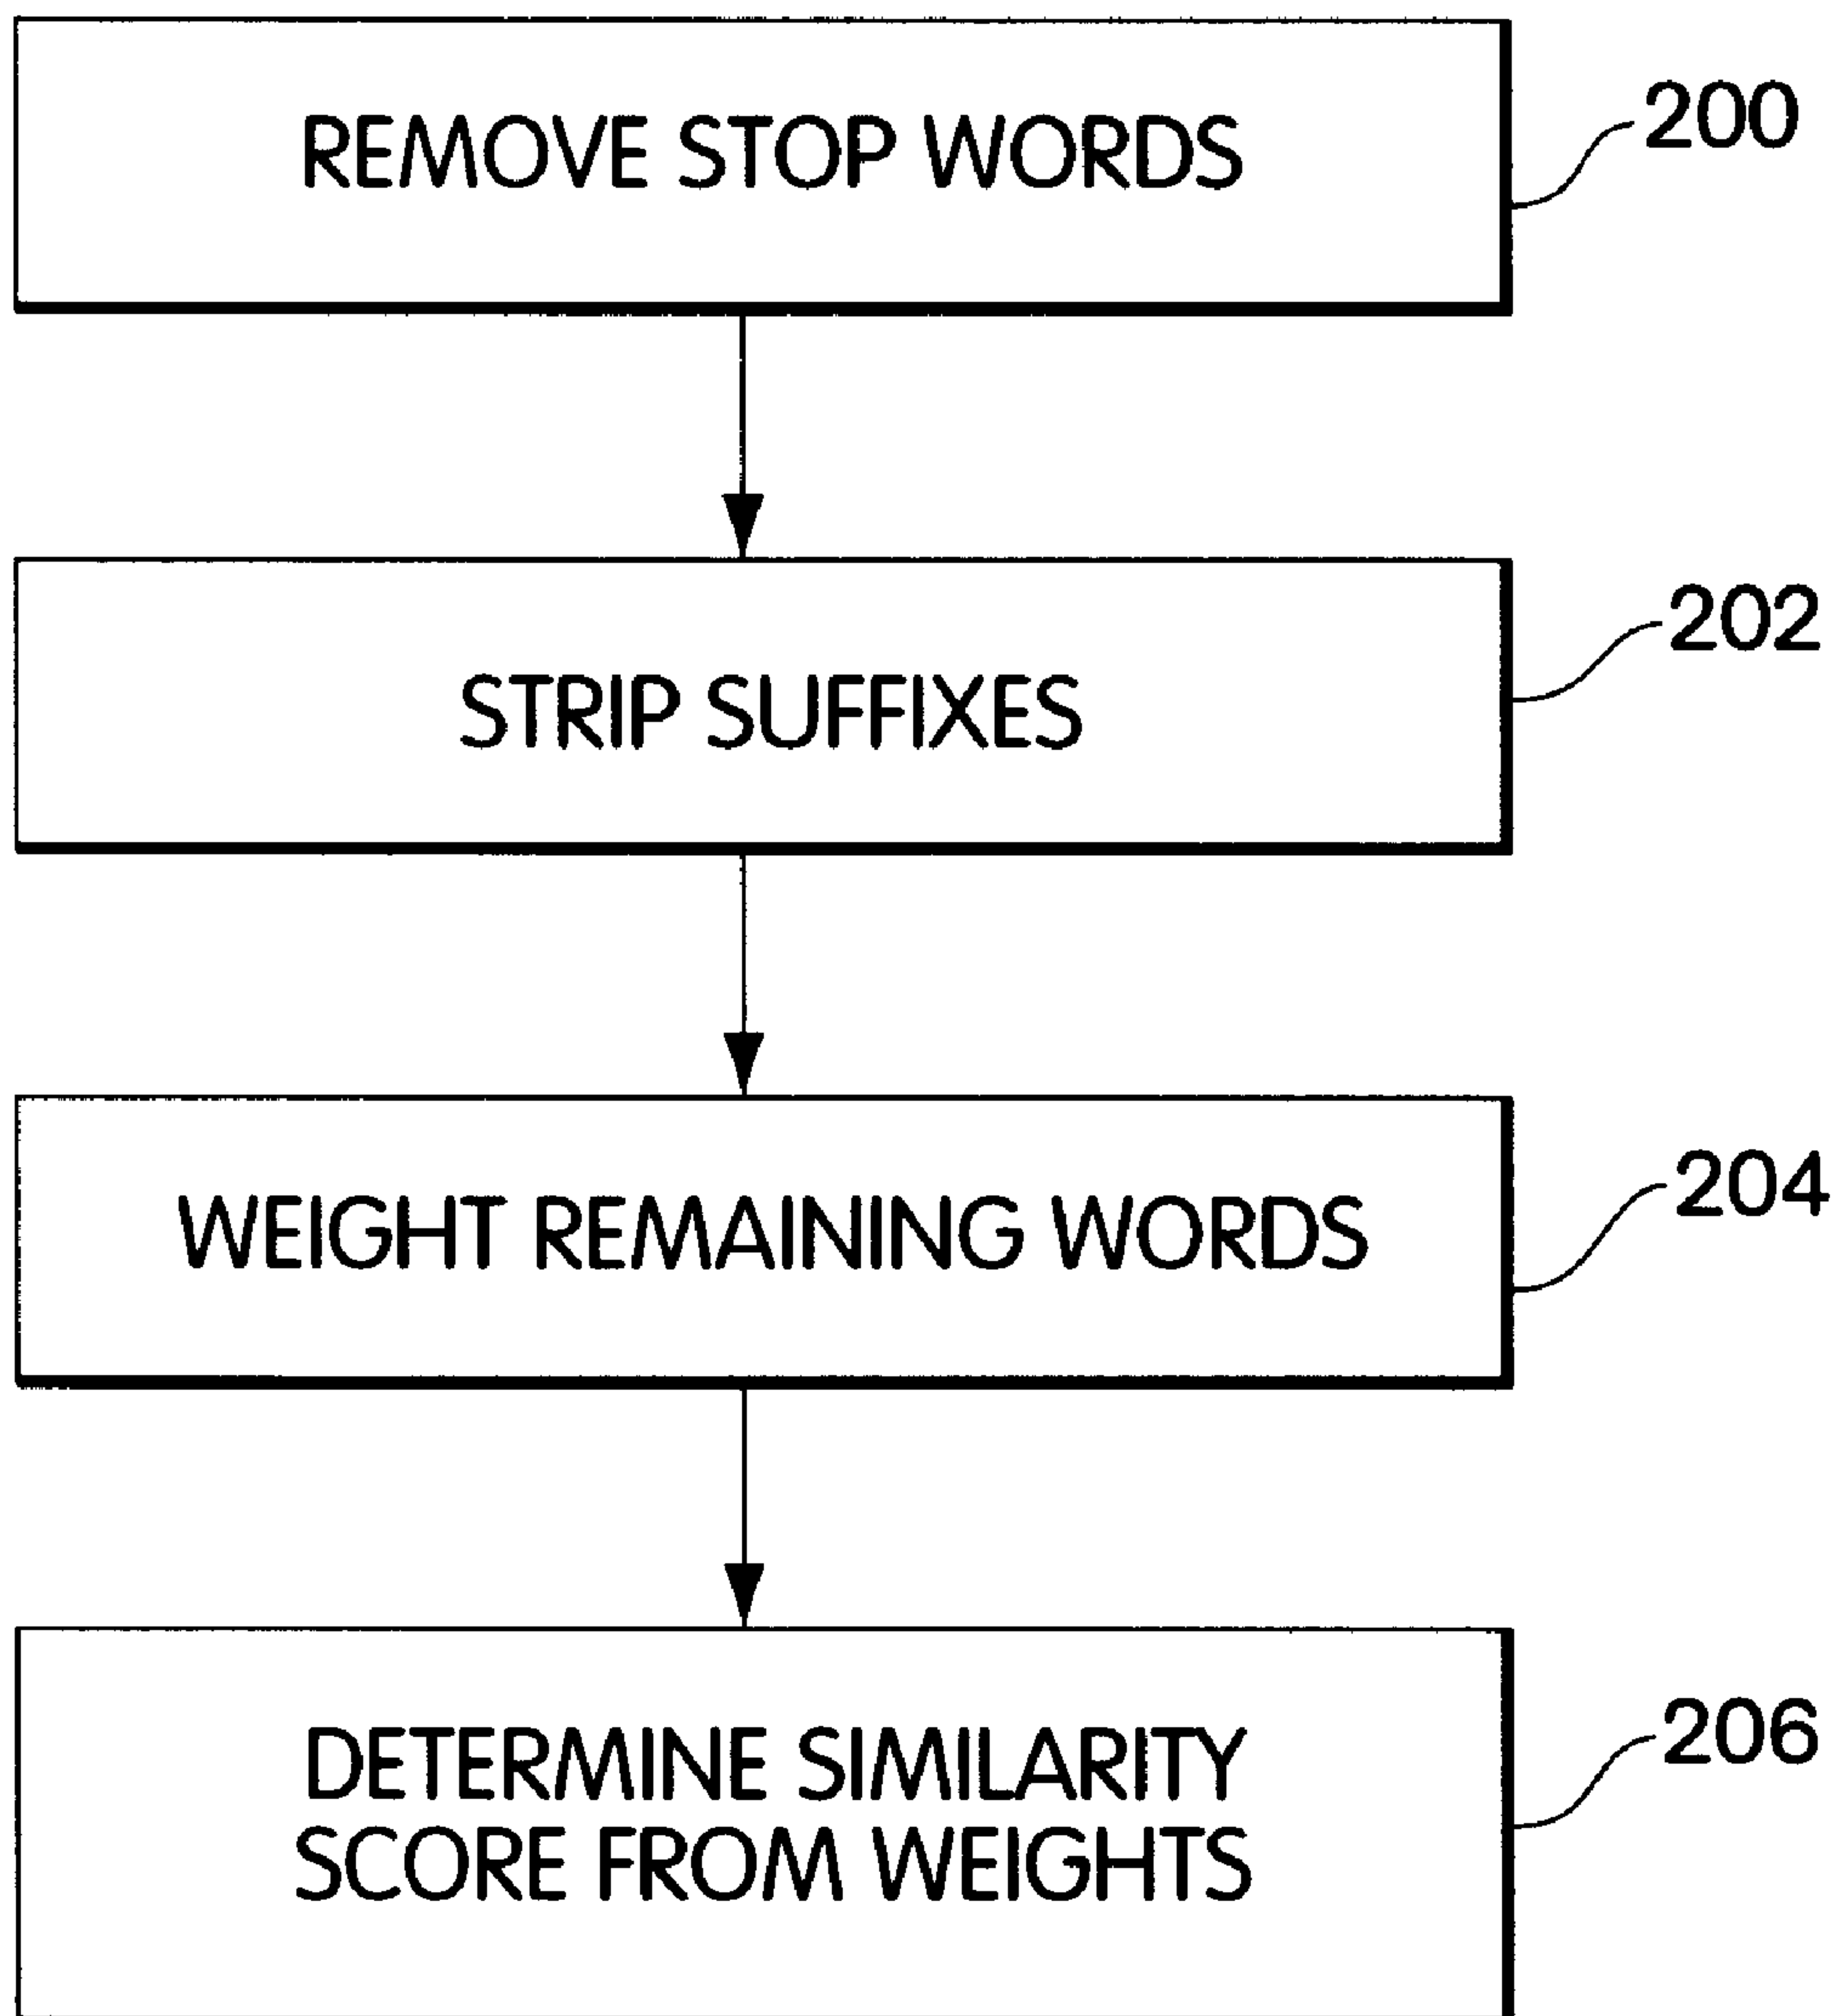 REMOVE STOP WORDS
200
STRIP SUFFIXES
202
WEIGHT REMAINING WORDS
204
DETERMINE SIMILARITY
SCORE FROM WEIGHTS
206